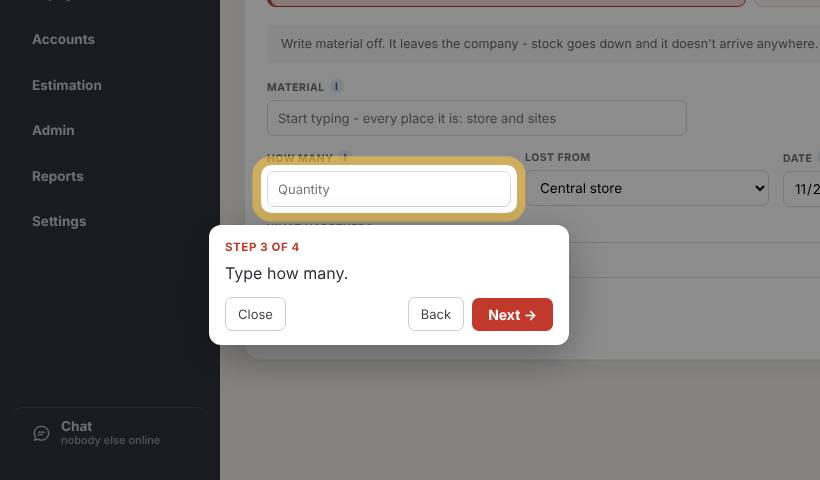 Accounts
Estimation
Admin
Reports
Settings
Chat
nobody else online
Write material off. It leaves the company - stock goes down and it doesn't arrive anywhere.
MATERIAL i
Start typing - every place it is: store and sites
HOW MANY i
LOST FROM
DATE
Quantity
Central store
11/2
STEP 3 OF 4
Type how many.
Close
Back
Next →